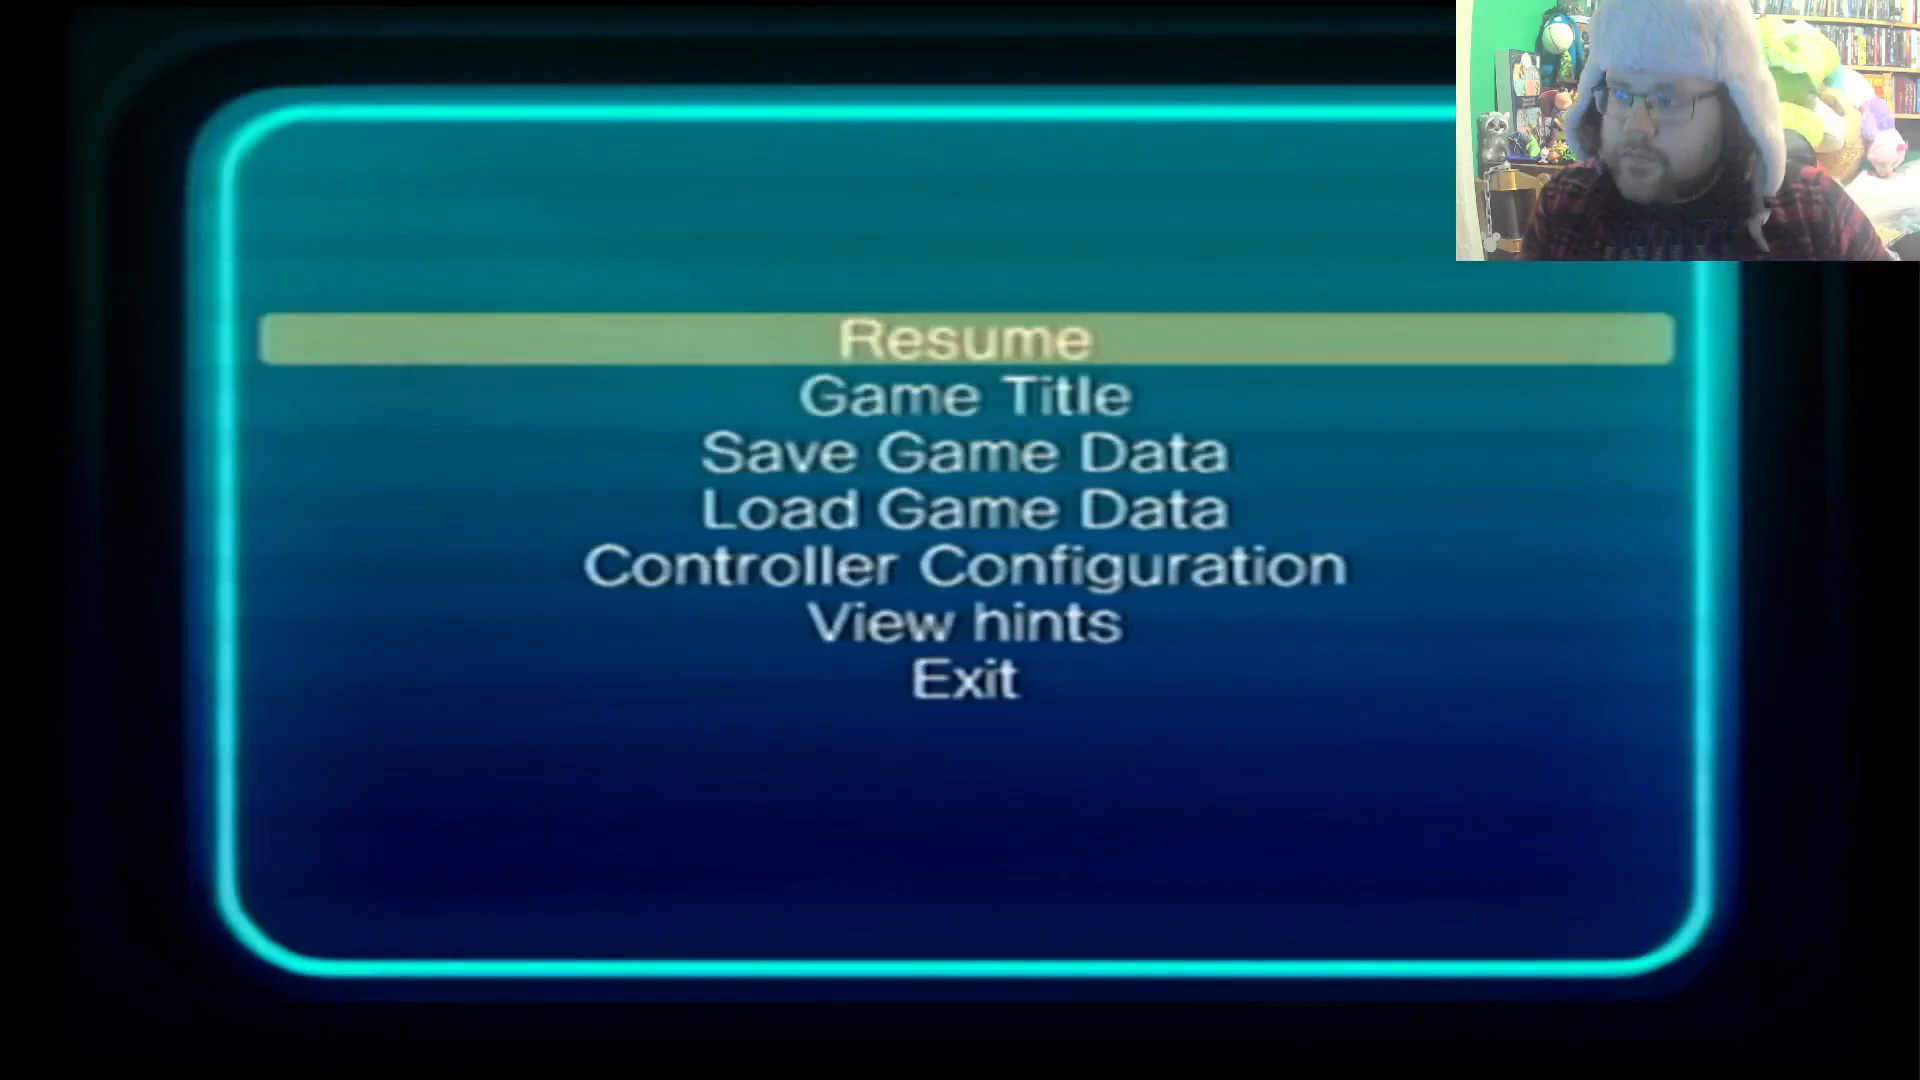 Resume
Game Title
Save Game Data
Load Game Data
Controller Configuration
View hints
Exit